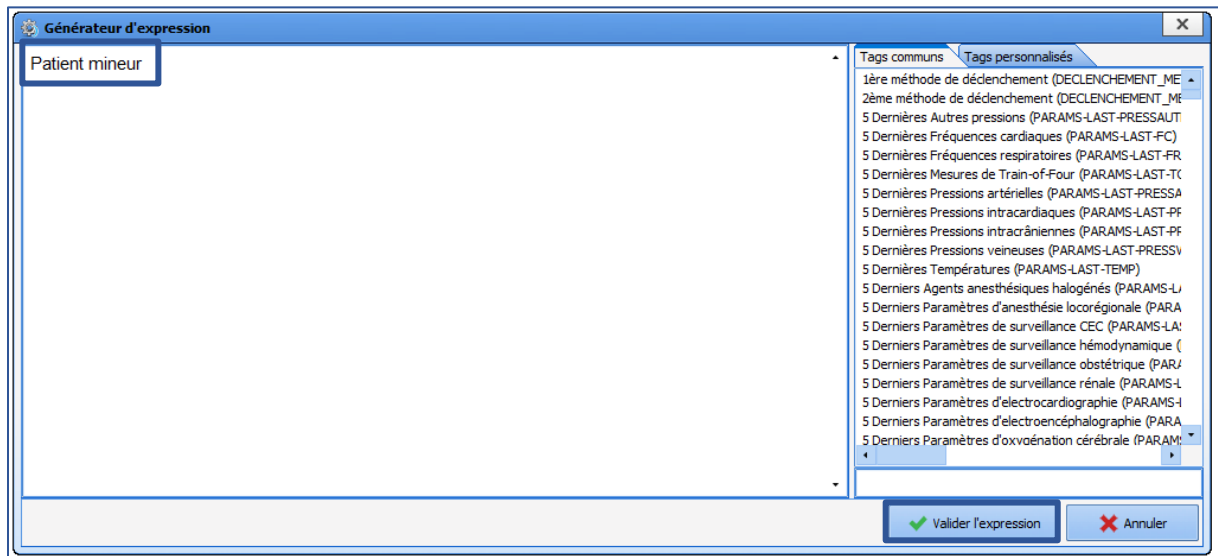 Générateur d'expression
Patient mineur
Tags communs
Tags personnalisés
1ère méthode de déclenchement (DECLENCHEMENT_ME
2ème méthode de déclenchement (DECLENCHEMENT_ME
5 Dernières Autres pressions (PARAMS-LAST-PRESSAUT
5 Dernières Fréquences cardiaques (PARAMS-LAST-FC)
5 Dernières Fréquences respiratoires (PARAMS-LAST-FR
5 Dernières Mesures de Train-of-Four (PARAMS-LAST-TO
5 Dernières Pressions artérielles (PARAMS-LAST-PRESSA
5 Dernières Pressions intracardiaques (PARAMS-LAST-PR
5 Dernières Pressions intracrâniennes (PARAMS-LAST-PR
5 Dernières Pressions veineuses (PARAMS-LAST-PRESSV
5 Dernières Températures (PARAMS-LAST-TEMP)
5 Derniers Agents anesthésiques halogénés (PARAMS-LA
5 Derniers Paramètres d'anesthésie locorégionale (PARA
5 Derniers Paramètres de surveillance CEC (PARAMS-LAS
5 Derniers Paramètres de surveillance hémodynamique (
5 Derniers Paramètres de surveillance obstétrique (PARA
5 Derniers Paramètres de surveillance rénale (PARAMS-L
5 Derniers Paramètres d'electrocardiographie (PARAMS-
5 Derniers Paramètres d'electroencéphalographie (PARA
5 Derniers Paramètres d'oxygénation cérébrale (PARAMS
Valider l'expression
Annuler